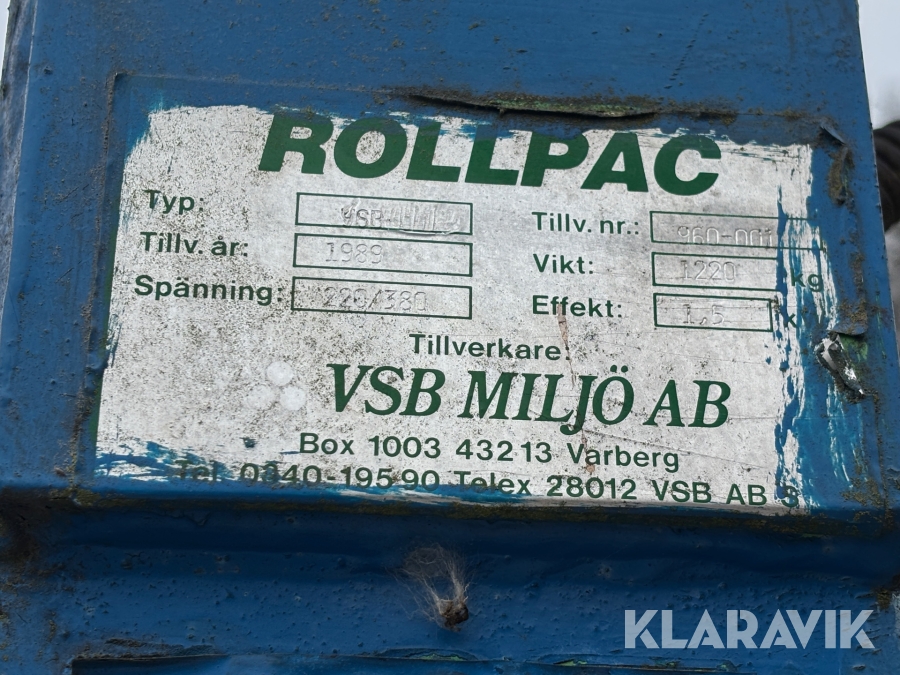 ROLLPAC
Typ: VSB
Tillv. nr.: 960-001
Tillv. år: 1989
Vikt: 1220 kg
Spänning: 220/380
Effekt: 1,5 k
Tillverkare:
VSB MILJÖ AB
Box 1003 432 13 Varberg
Tel. 0340-195 90 Telex 28012 VSB AB S
KLARAVIK